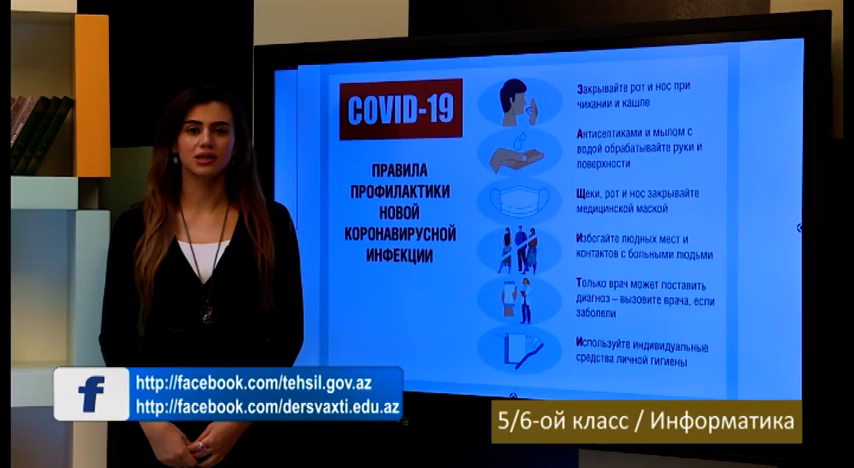 COVID-19
ПРАВИЛА
ПРОФИЛАКТИКИ
НОВОЙ
КОРОНАВИРУСНОЙ
ИНФЕКЦИИ
Закрывайте рот и нос при
чихании и кашле
Антисептиками и мылом с
водой обрабатывайте руки и
поверхности
Щеки, рот и нос закрывайте
медицинской маской
Избегайте людных мест и
контактов с больными людьми
Только врач может поставить
диагноз – вызовите врача, если
заболели
Используйте индивидуальные
средства личной гигиены
f
http://facebook.com/tehsil.gov.az
http://facebook.com/dersvaxti.edu.az
5/6-ой класс / Информатика